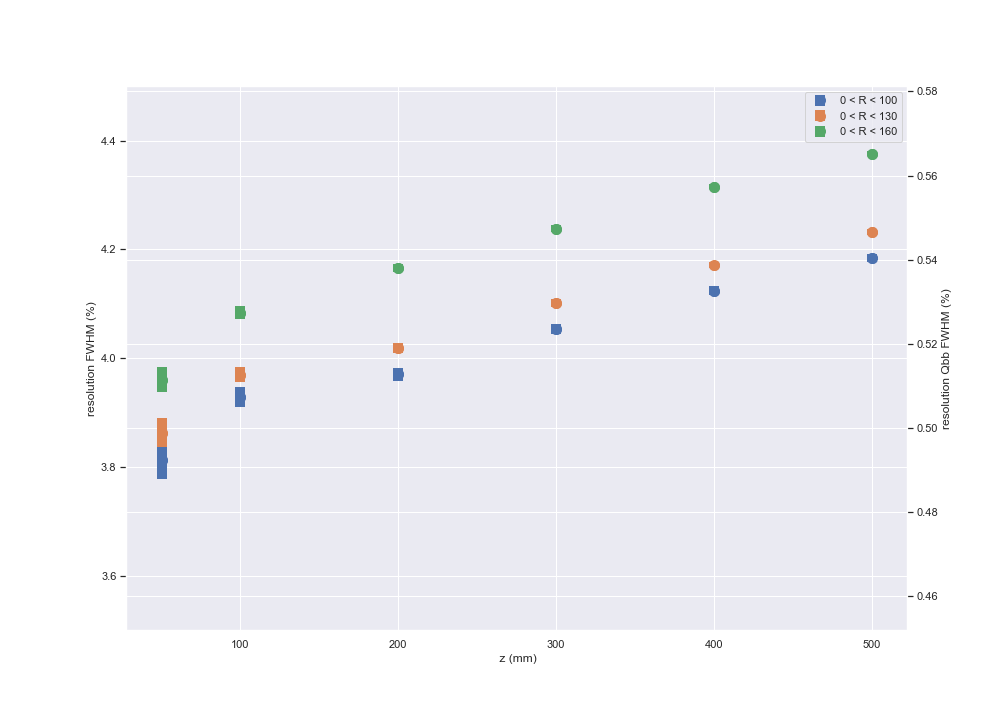 0 < R < 100
0 < R < 130
0 < R < 160
resolution FWHM (%)
4.4
4.2
4.0
3.8
3.6
0.58
0.56
0.54
0.52
0.50
0.48
0.46
resolution Qbb FWHM (%)
100 200 300 400 500
z (mm)